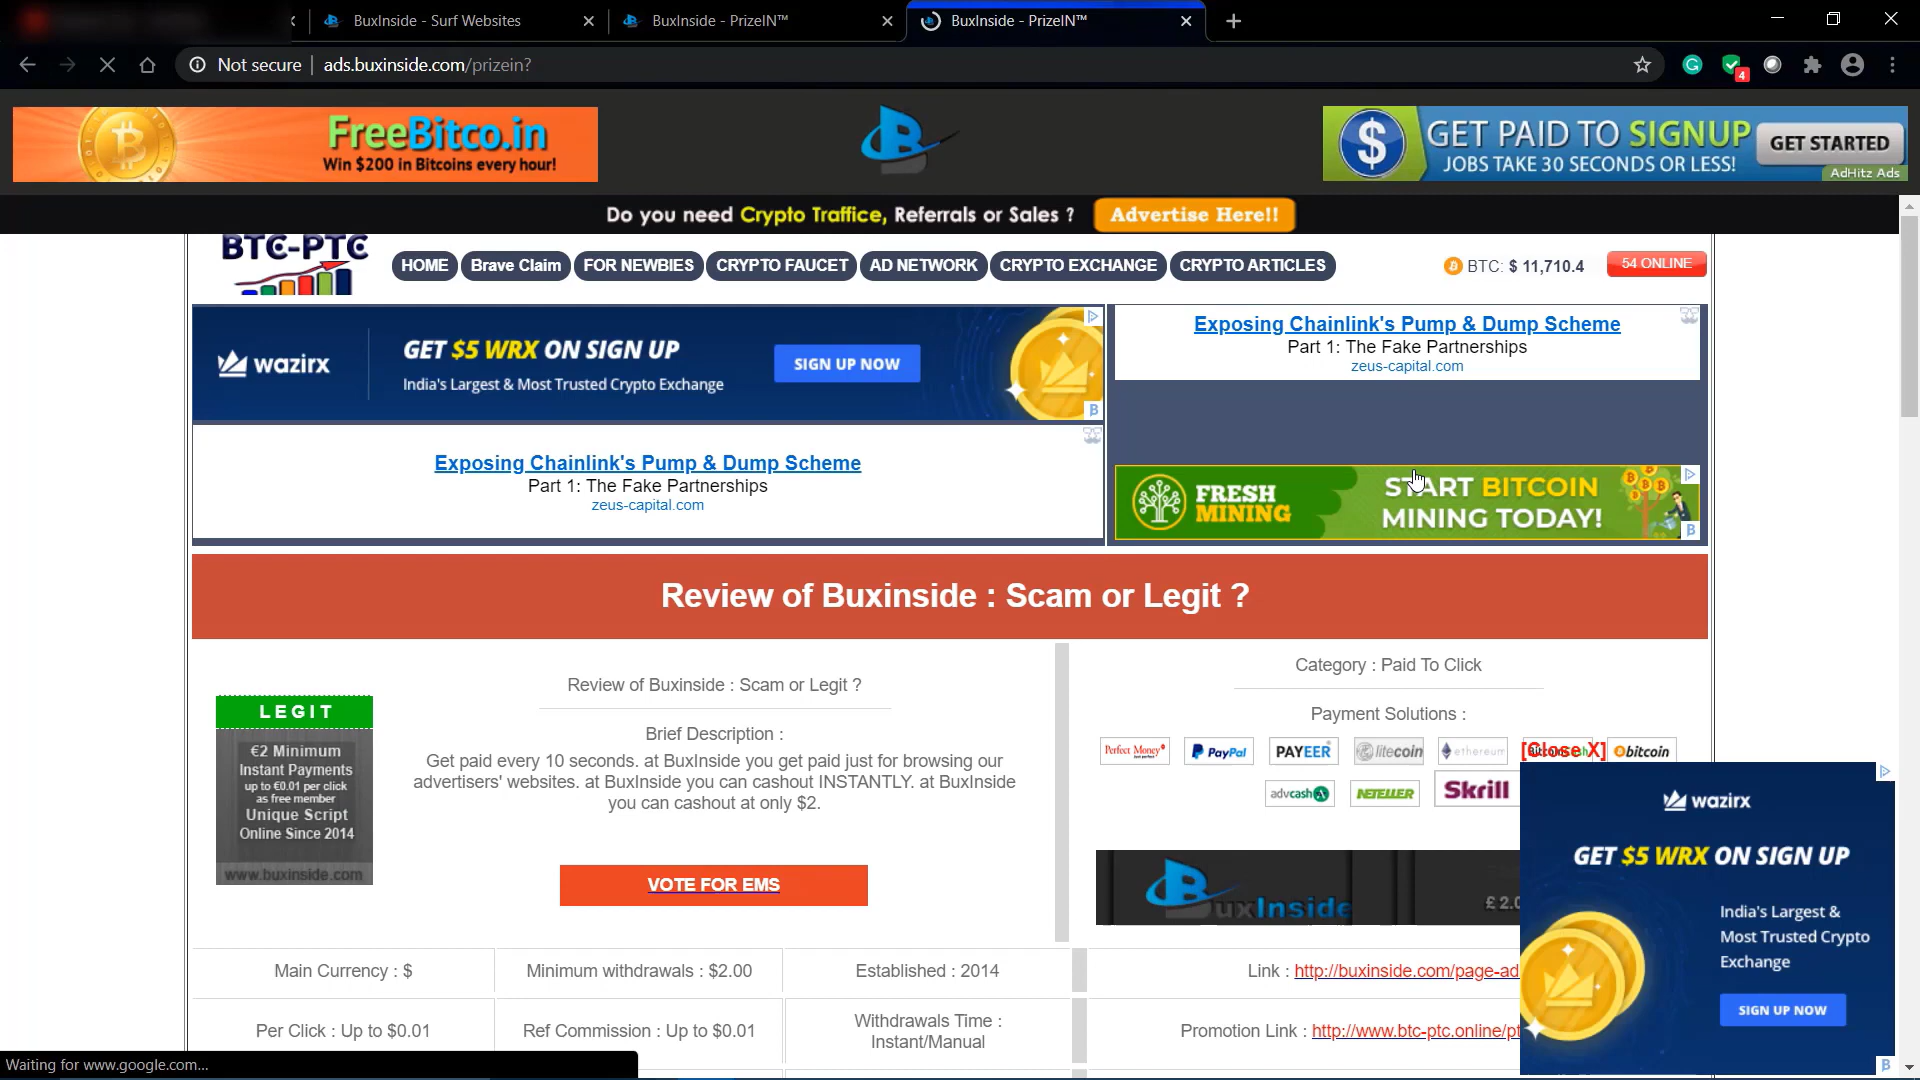 BuxInside - Surf Websites
BuxInside - PrizeIN™
BuxInside - PrizeIN™
Not secure
ads.buxinside.com/prizein?
4
FreeBitco.in
Win $200 in Bitcoins every hour!
GET PAID TO SIGNUP
JOBS TAKE 30 SECONDS OR LESS!
GET STARTED
AdHitz Ads
Do you need Crypto Traffice, Referrals or Sales ?
Advertise Here!!
BTC-PTC
HOME
Brave Claim
FOR NEWBIES
CRYPTO FAUCET
AD NETWORK
CRYPTO EXCHANGE
CRYPTO ARTICLES
BTC: $ 11,710.4
54 ONLINE
wazirx
GET $5 WRX ON SIGN UP
India's Largest & Most Trusted Crypto Exchange
SIGN UP NOW
Exposing Chainlink's Pump & Dump Scheme
Part 1: The Fake Partnerships
zeus-capital.com
Exposing Chainlink's Pump & Dump Scheme
Part 1: The Fake Partnerships
zeus-capital.com
FRESH
MINING
START BITCOIN
MINING TODAY!
Review of Buxinside : Scam or Legit ?
LEGIT
€2 Minimum
Instant Payments
up to €0.01 per click
as free member
Unique Script
Online Since 2014
www.buxinside.com
Review of Buxinside : Scam or Legit ?
Brief Description :
Get paid every 10 seconds. at BuxInside you get paid just for browsing our
advertisers' websites. at BuxInside you can cashout INSTANTLY. at BuxInside
you can cashout at only $2.
VOTE FOR EMS
Category : Paid To Click
Payment Solutions :
Perfect Money
PayPal
PAYEER
litecoin
ethereum
[Close X]
bitcoin
advcash
NETELLER
Skrill
BuxInside
£ 2.0
wazirx
GET $5 WRX ON SIGN UP
India's Largest &
Most Trusted Crypto
Exchange
SIGN UP NOW
Main Currency : $
Minimum withdrawals : $2.00
Established : 2014
Link : http://buxinside.com/page-ad
Per Click : Up to $0.01
Ref Commission : Up to $0.01
Withdrawals Time :
Instant/Manual
Promotion Link : http://www.btc-ptc.online/pt
Waiting for www.google.com...